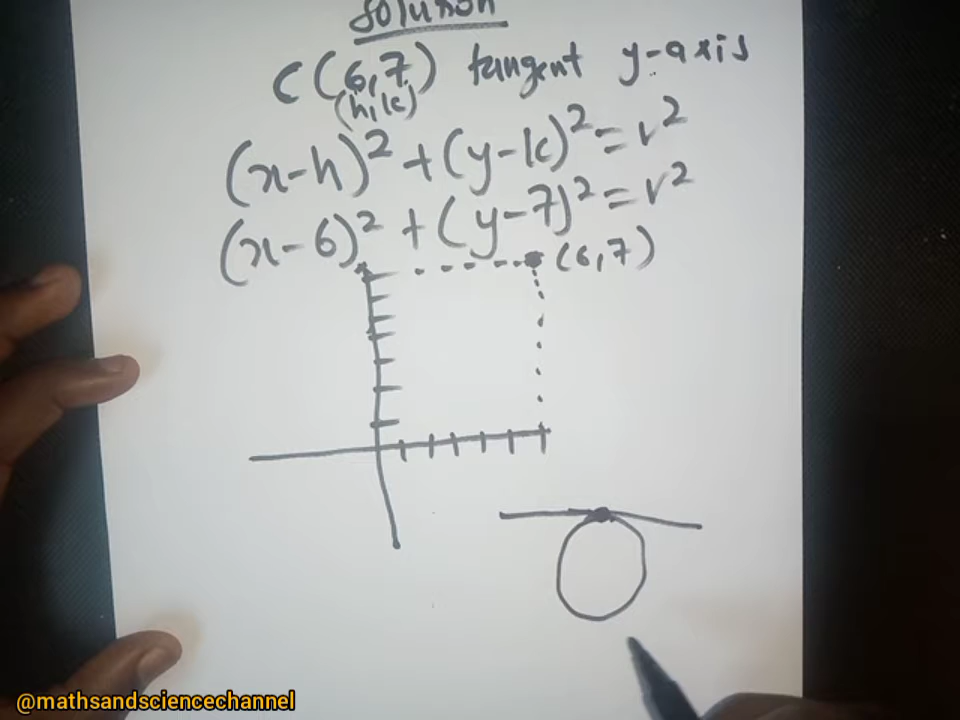 Solution
C(6,7) tangent y-axis
(h,k)
(x-h)² + (y-k)² = r²
(x-6)² + (y-7)² = r²
(6,7)
@mathsandsciencechannel